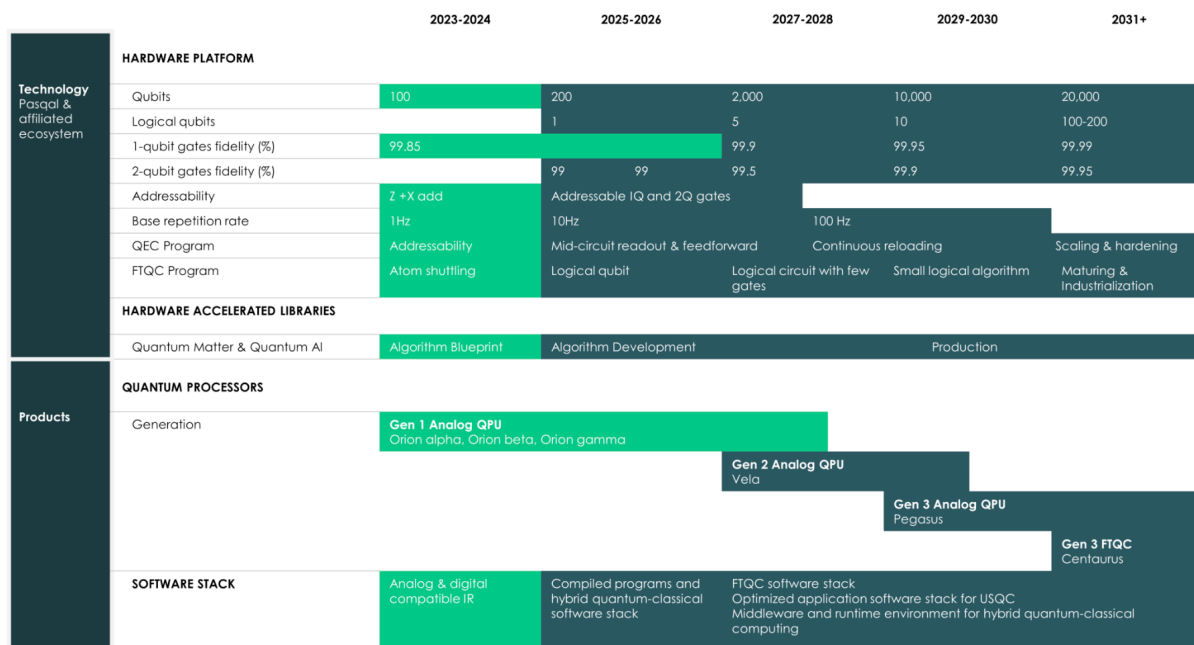 2023-2024 2025-2026 2027-2028 2029-2030 2031+
HARDWARE PLATFORM
Technology
Pasqal &
affiliated
ecosystem
Qubits 100 200 2,000 10,000 20,000
Logical qubits 1 5 10 100-200
1-qubit gates fidelity (%) 99.85 99.9 99.95 99.99
2-qubit gates fidelity (%) 99 99 99.5 99.9 99.95
Addressability Z +X add Addressable IQ and 2Q gates
Base repetition rate 1Hz 10Hz 100 Hz
QEC Program Addressability Mid-circuit readout & feedforward Continuous reloading Scaling & hardening
FTQC Program Atom shuttling Logical qubit Logical circuit with few
gates Small logical algorithm Maturing &
Industrialization
HARDWARE ACCELERATED LIBRARIES
Quantum Matter & Quantum AI Algorithm Blueprint Algorithm Development Production
QUANTUM PROCESSORS
Products
Generation Gen 1 Analog QPU
Orion alpha, Orion beta, Orion gamma
Gen 2 Analog QPU
Vela
Gen 3 Analog QPU
Pegasus
Gen 3 FTQC
Centaurus
SOFTWARE STACK Analog & digital
compatible IR
Compiled programs and
hybrid quantum-classical
software stack
FTQC software stack
Optimized application software stack for USQC
Middleware and runtime environment for hybrid quantum-classical
computing